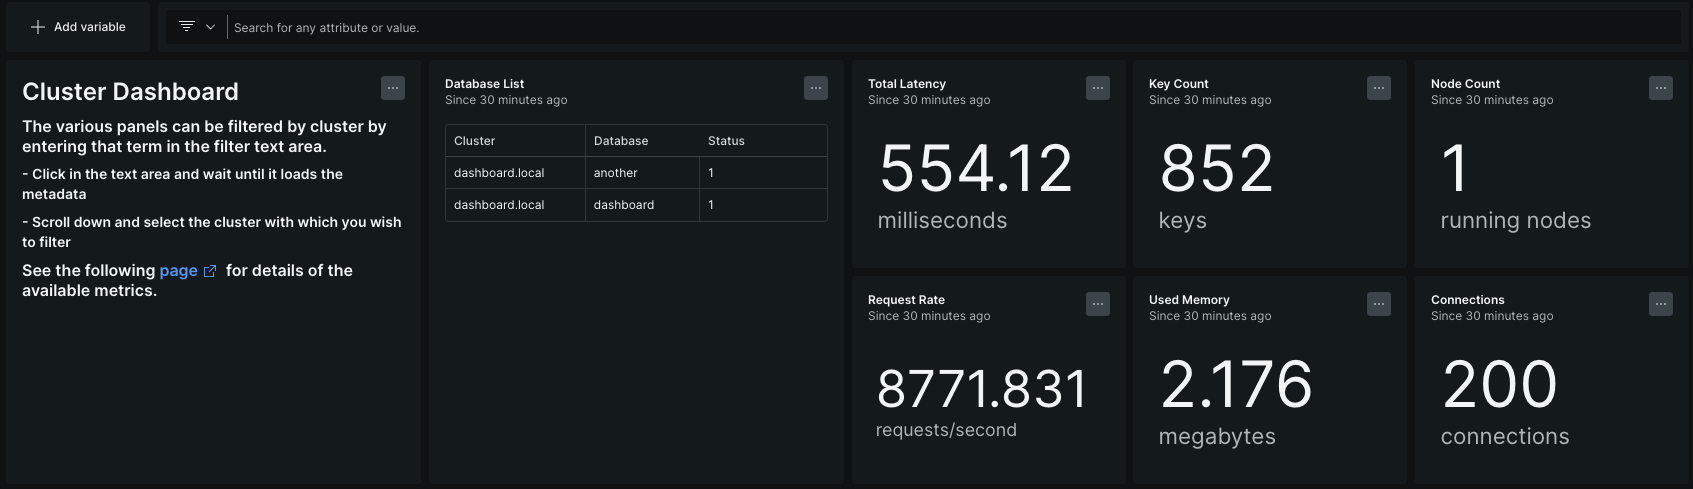 Add variable
Search for any attribute or value.
Cluster Dashboard
The various panels can be filtered by cluster by
entering that term in the filter text area.
- Click in the text area and wait until it loads the
metadata
- Scroll down and select the cluster with which you wish
to filter
See the following page for details of the
available metrics.
Database List
Since 30 minutes ago
Cluster Database Status
dashboard.local another 1
dashboard.local dashboard 1
Total Latency
Since 30 minutes ago
554.12
milliseconds
Key Count
Since 30 minutes ago
852
keys
Node Count
Since 30 minutes ago
1
running nodes
Request Rate
Since 30 minutes ago
8771.831
requests/second
Used Memory
Since 30 minutes ago
2.176
megabytes
Connections
Since 30 minutes ago
200
connections